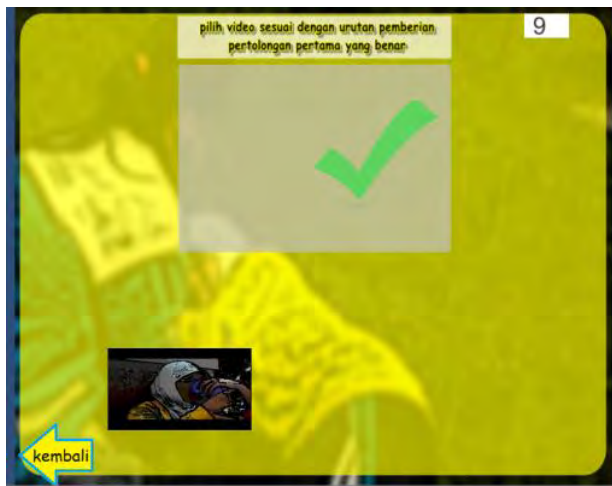 pilih video sesuai dengan urutan pemberian
pertolongan pertama yang benar
9
kembali